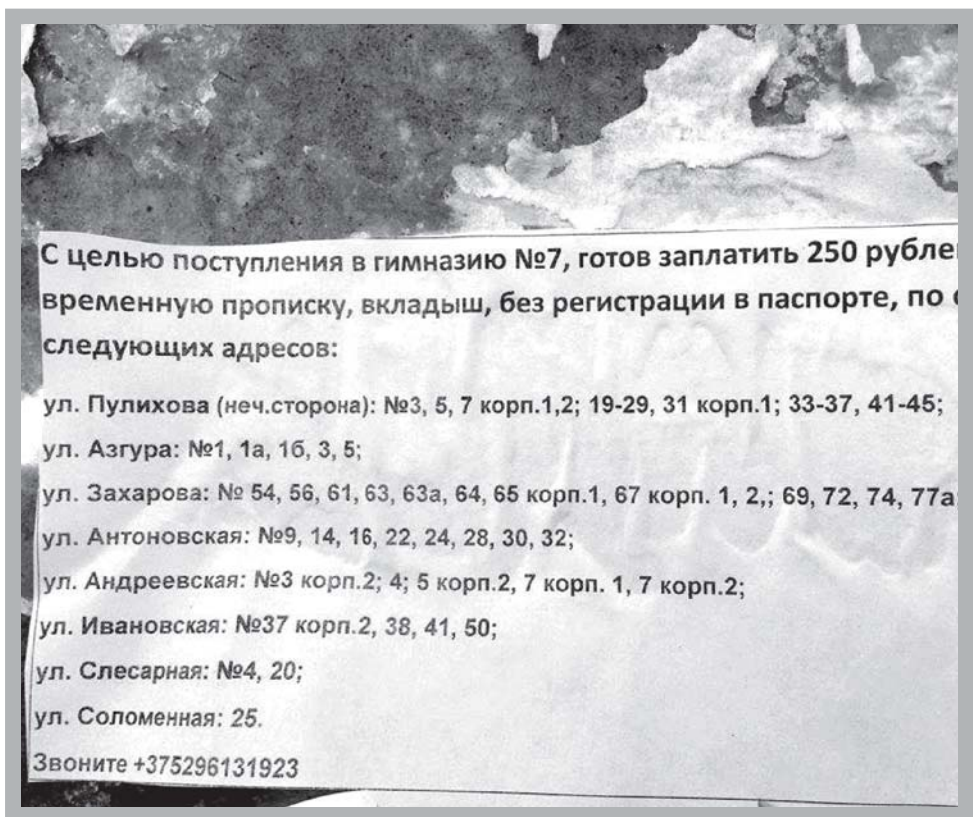 С целью поступления в гимназию №7, готов заплатить 250 рубле
временную прописку, вкладыш, без регистрации в паспорте, по
следующих адресов:
ул. Пулихова (неч.сторона): №3, 5, 7 корп.1,2; 19-29, 31 корп.1; 33-37, 41-45;
ул. Азгура: №1, 1а, 1б, 3, 5;
ул. Захарова: № 54, 56, 61, 63, 63а, 64, 65 корп.1, 67 корп. 1, 2,; 69, 72, 74, 77а
ул. Антоновская: №9, 14, 16, 22, 24, 28, 30, 32;
ул. Андреевская: №3 корп.2; 4; 5 корп.2, 7 корп. 1, 7 корп.2;
ул. Ивановская: №37 корп.2, 38, 41, 50;
ул. Слесарная: №4, 20;
ул. Соломенная: 25.
Звоните +375296131923